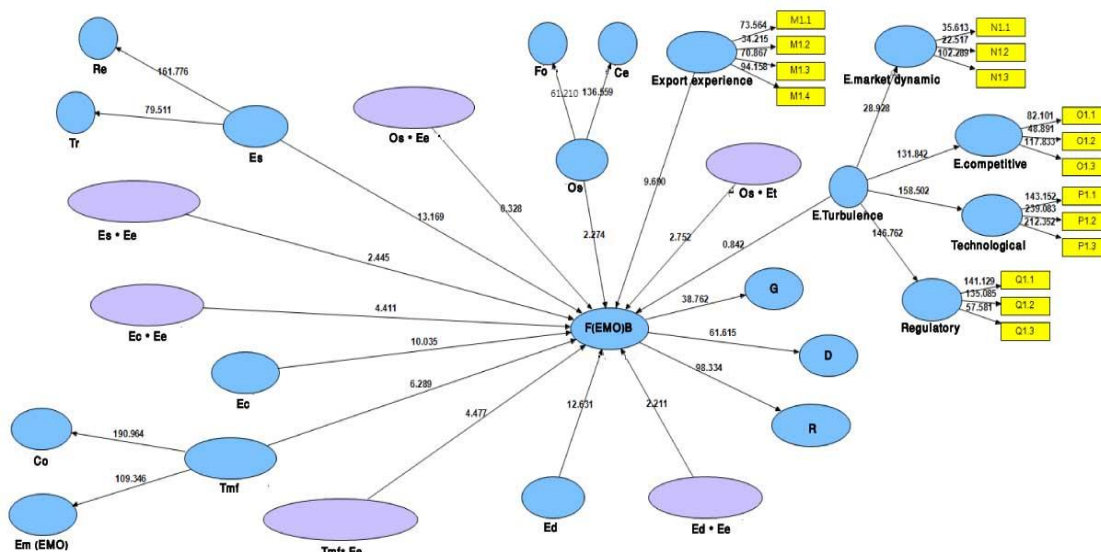 Re
161.776
Tr
79.511
Es
Os * Ee
Fo
Ce
61.210
136.559
Os
Export experience
73.564
34.215
70.867
94.158
M1.1
M1.2
M1.3
M1.4
E.market dynamic
35.613
22.517
102.289
N1.1
N1.2
N1.3
28.928
E.competitive
82.101
48.891
117.833
O1.1
O1.2
O1.3
131.842
E.Turbulence
158.502
Technological
143.152
239.083
212.352
P1.1
P1.2
P1.3
146.762
Regulatory
141.129
135.085
57.581
Q1.1
Q1.2
Q1.3
Os * Et
9.690
2.752
0.842
13.169
0.328
2.274
Es * Ee
2.445
Ec * Ee
4.411
F(EMO)B
38.762
G
61.615
D
98.334
R
Ec
10.035
6.289
Co
190.964
Tmf
109.346
Em (EMO)
4.477
Tmf* Ee
12.631
Ed
2.211
Ed * Ee